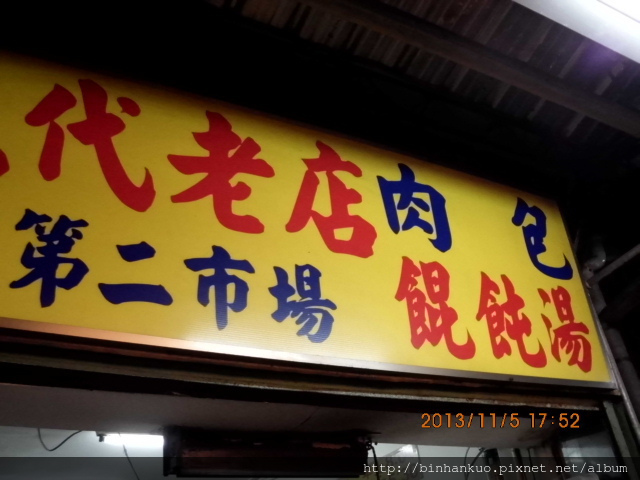 代老店肉包
第二市場餛飩湯
2013/11/5 17:52
http://binhankuo.pixnet.net/album